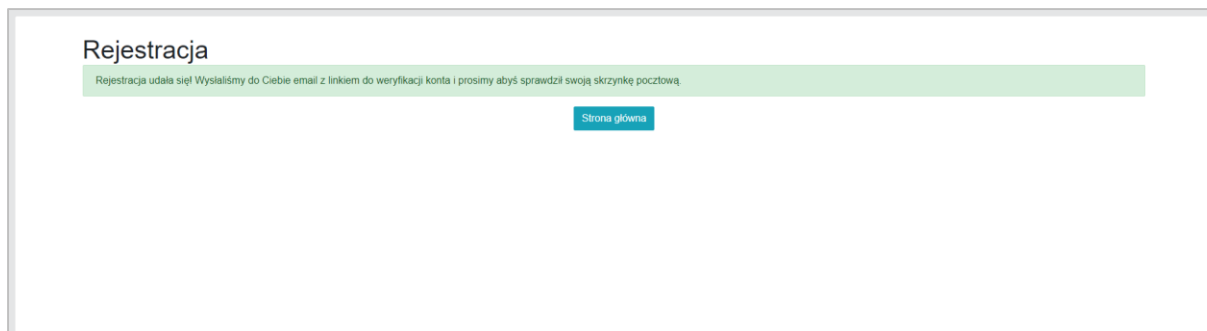 Rejestracja
Rejestracja udała się! Wysłaliśmy do Ciebie email z linkiem do weryfikacji konta i prosimy abyś sprawdził swoją skrzynkę pocztową.
Strona główna